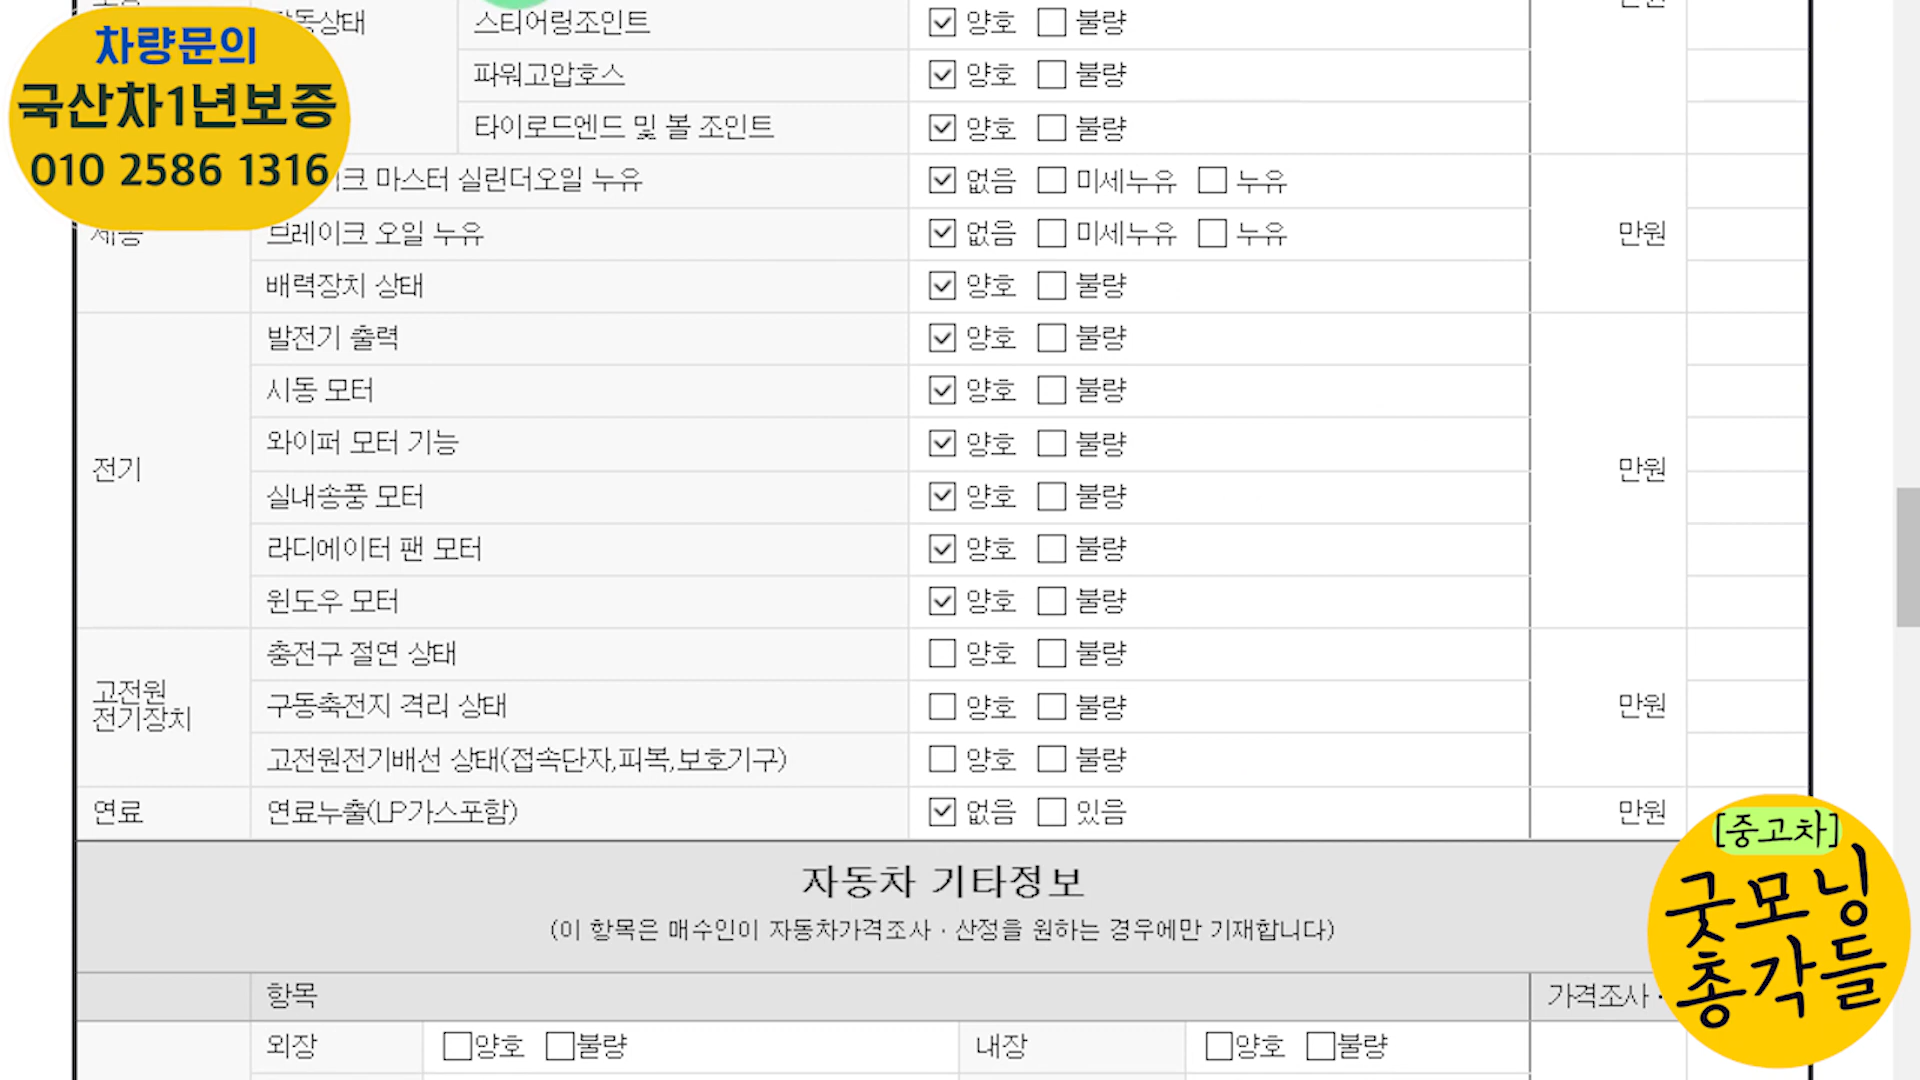 차량문의
국산차1년보증
010 2586 1316
동상태
스티어링조인트 양호 불량
파워고압호스 양호 불량
타이로드엔드 및 볼 조인트 양호 불량
이크 마스터 실린더오일 누유 없음 미세누유 누유
제동 브레이크 오일 누유 없음 미세누유 누유 만원
배력장치 상태 양호 불량
발전기 출력 양호 불량
시동 모터 양호 불량
와이퍼 모터 기능 양호 불량
전기 만원
실내송풍 모터 양호 불량
라디에이터 팬 모터 양호 불량
윈도우 모터 양호 불량
충전구 절연 상태 양호 불량
고전원
전기장치
구동축전지 격리 상태 양호 불량 만원
고전원전기배선 상태(접속단자,피복,보호기구) 양호 불량
연료 연료누출(LP가스포함) 없음 있음 만원
자동차 기타정보
(이 항목은 매수인이 자동차가격조사 · 산정을 원하는 경우에만 기재합니다)
항목 가격조사 ·
외장 양호 불량 내장 양호 불량
[중고차]
굿모닝
총각들